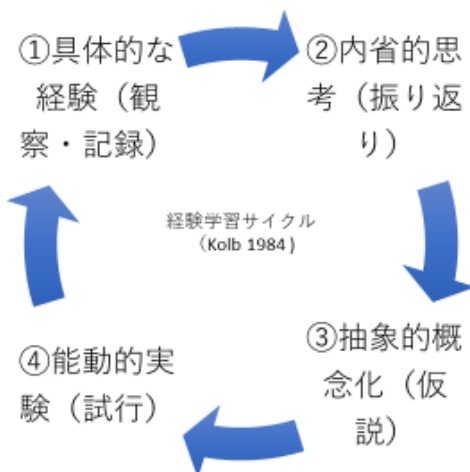 ①具体的な
経験（観
察・記録）
②内省的思
考（振り返
り）
経験学習サイクル
（Kolb 1984 )
③抽象的概
念化（仮
説）
④能動的実
験（試行）